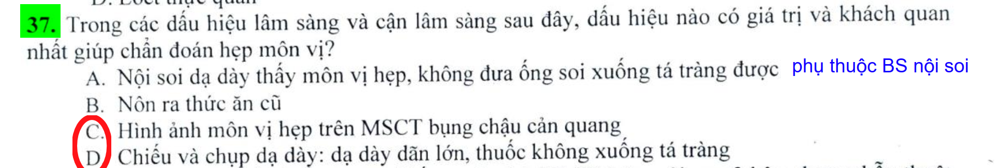 37. Trong các dấu hiệu lâm sàng và cận lâm sàng sau đây, dấu hiệu nào có giá trị và khách quan
nhất giúp chẩn đoán hẹp môn vị?
A. Nội soi dạ dày thấy môn vị hẹp, không đưa ống soi xuống tá tràng được phụ thuộc BS nội soi
B. Nôn ra thức ăn cũ
C. Hình ảnh môn vị hẹp trên MSCT bụng chậu cản quang
D. Chiếu và chụp dạ dày: dạ dày dãn lớn, thuốc không xuống tá tràng